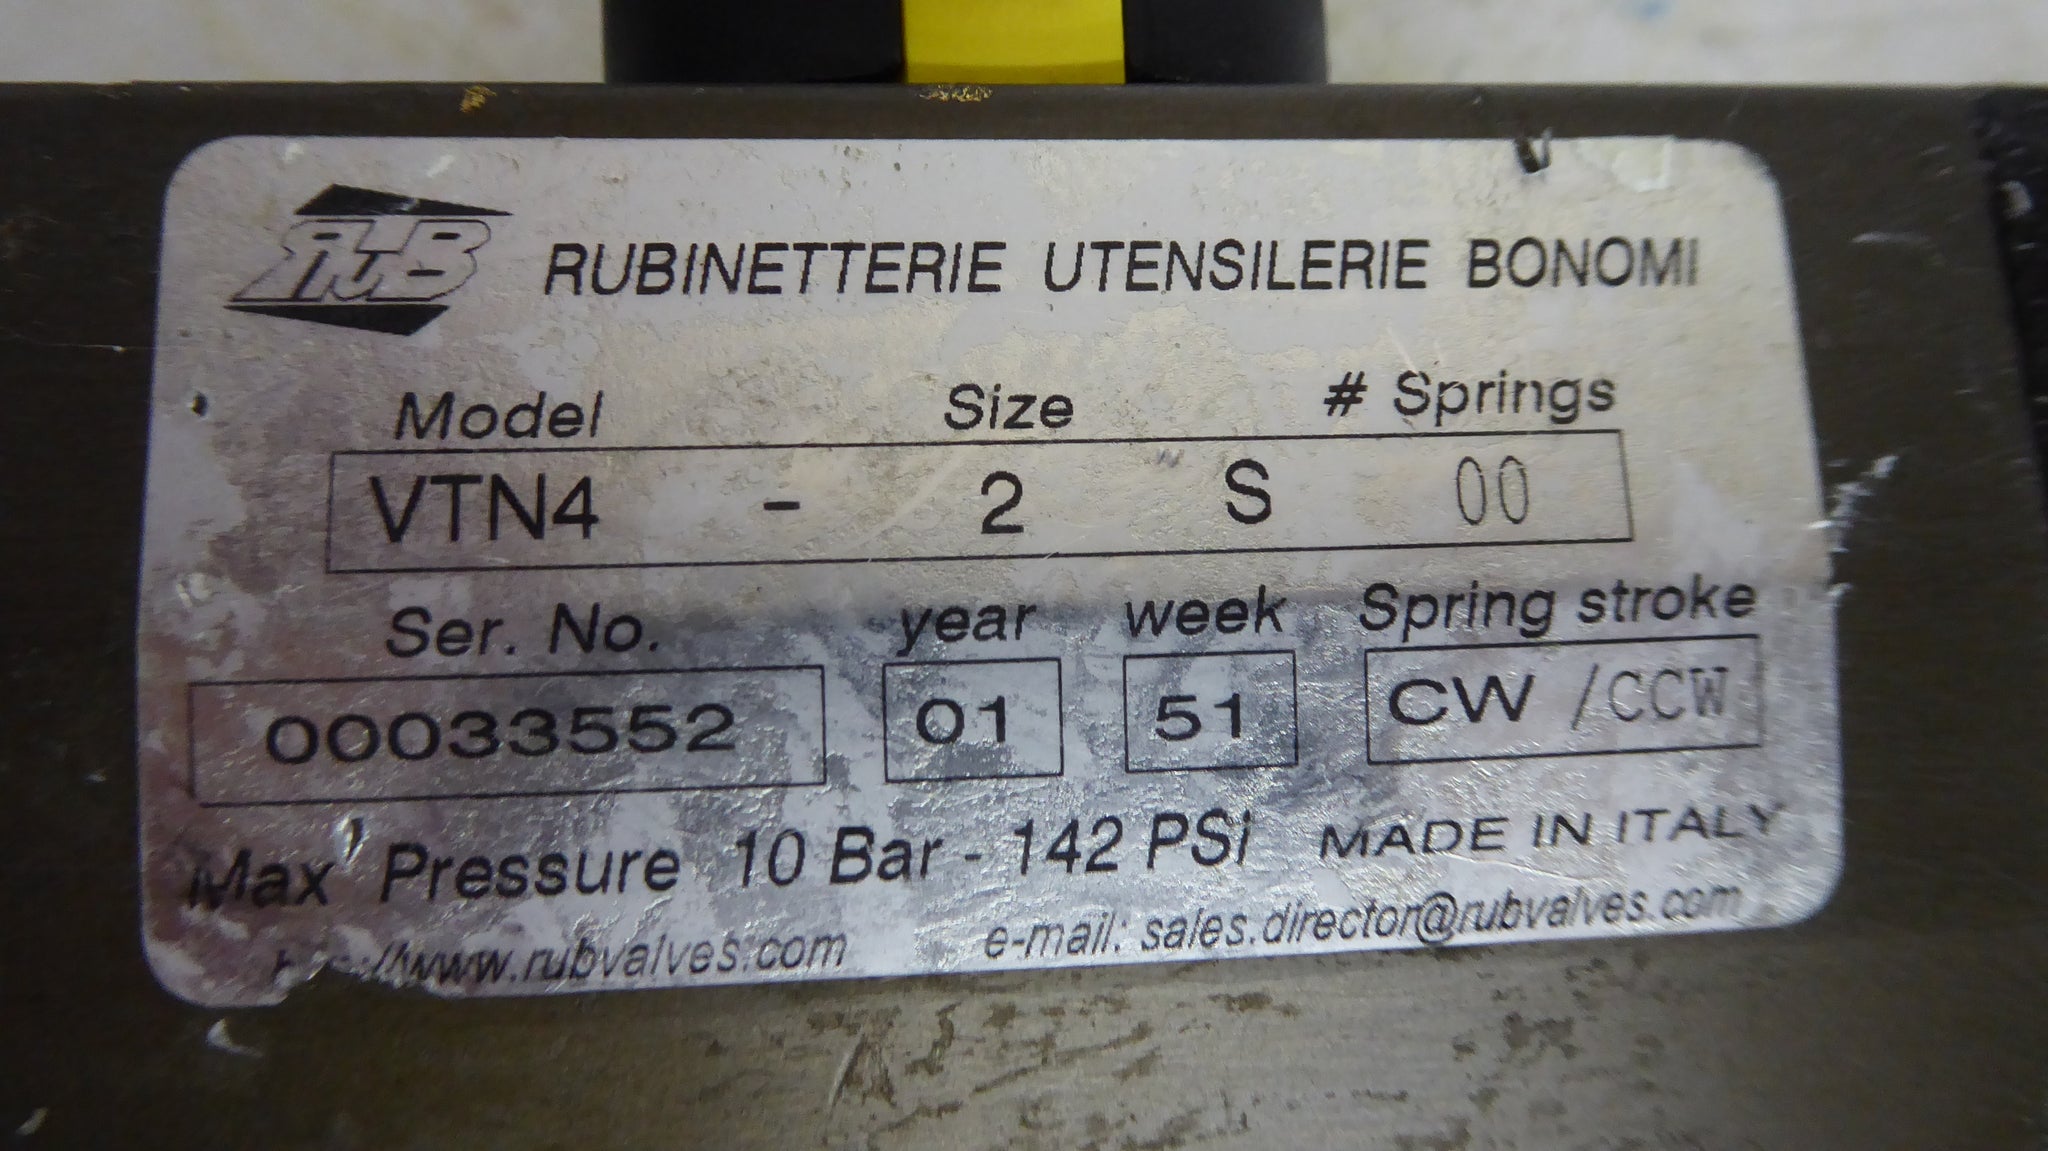 RuB RUBINETTERIE UTENSILERIE BONOMI
Model Size # Springs
VTN4 - 2 S 00
Ser. No. year week Spring stroke
00033552 01 51 CW /CCW
Max Pressure 10 Bar - 142 PSi MADE IN ITALY
http://www.rubvalves.com e-mail: sales.director@rubvalves.com